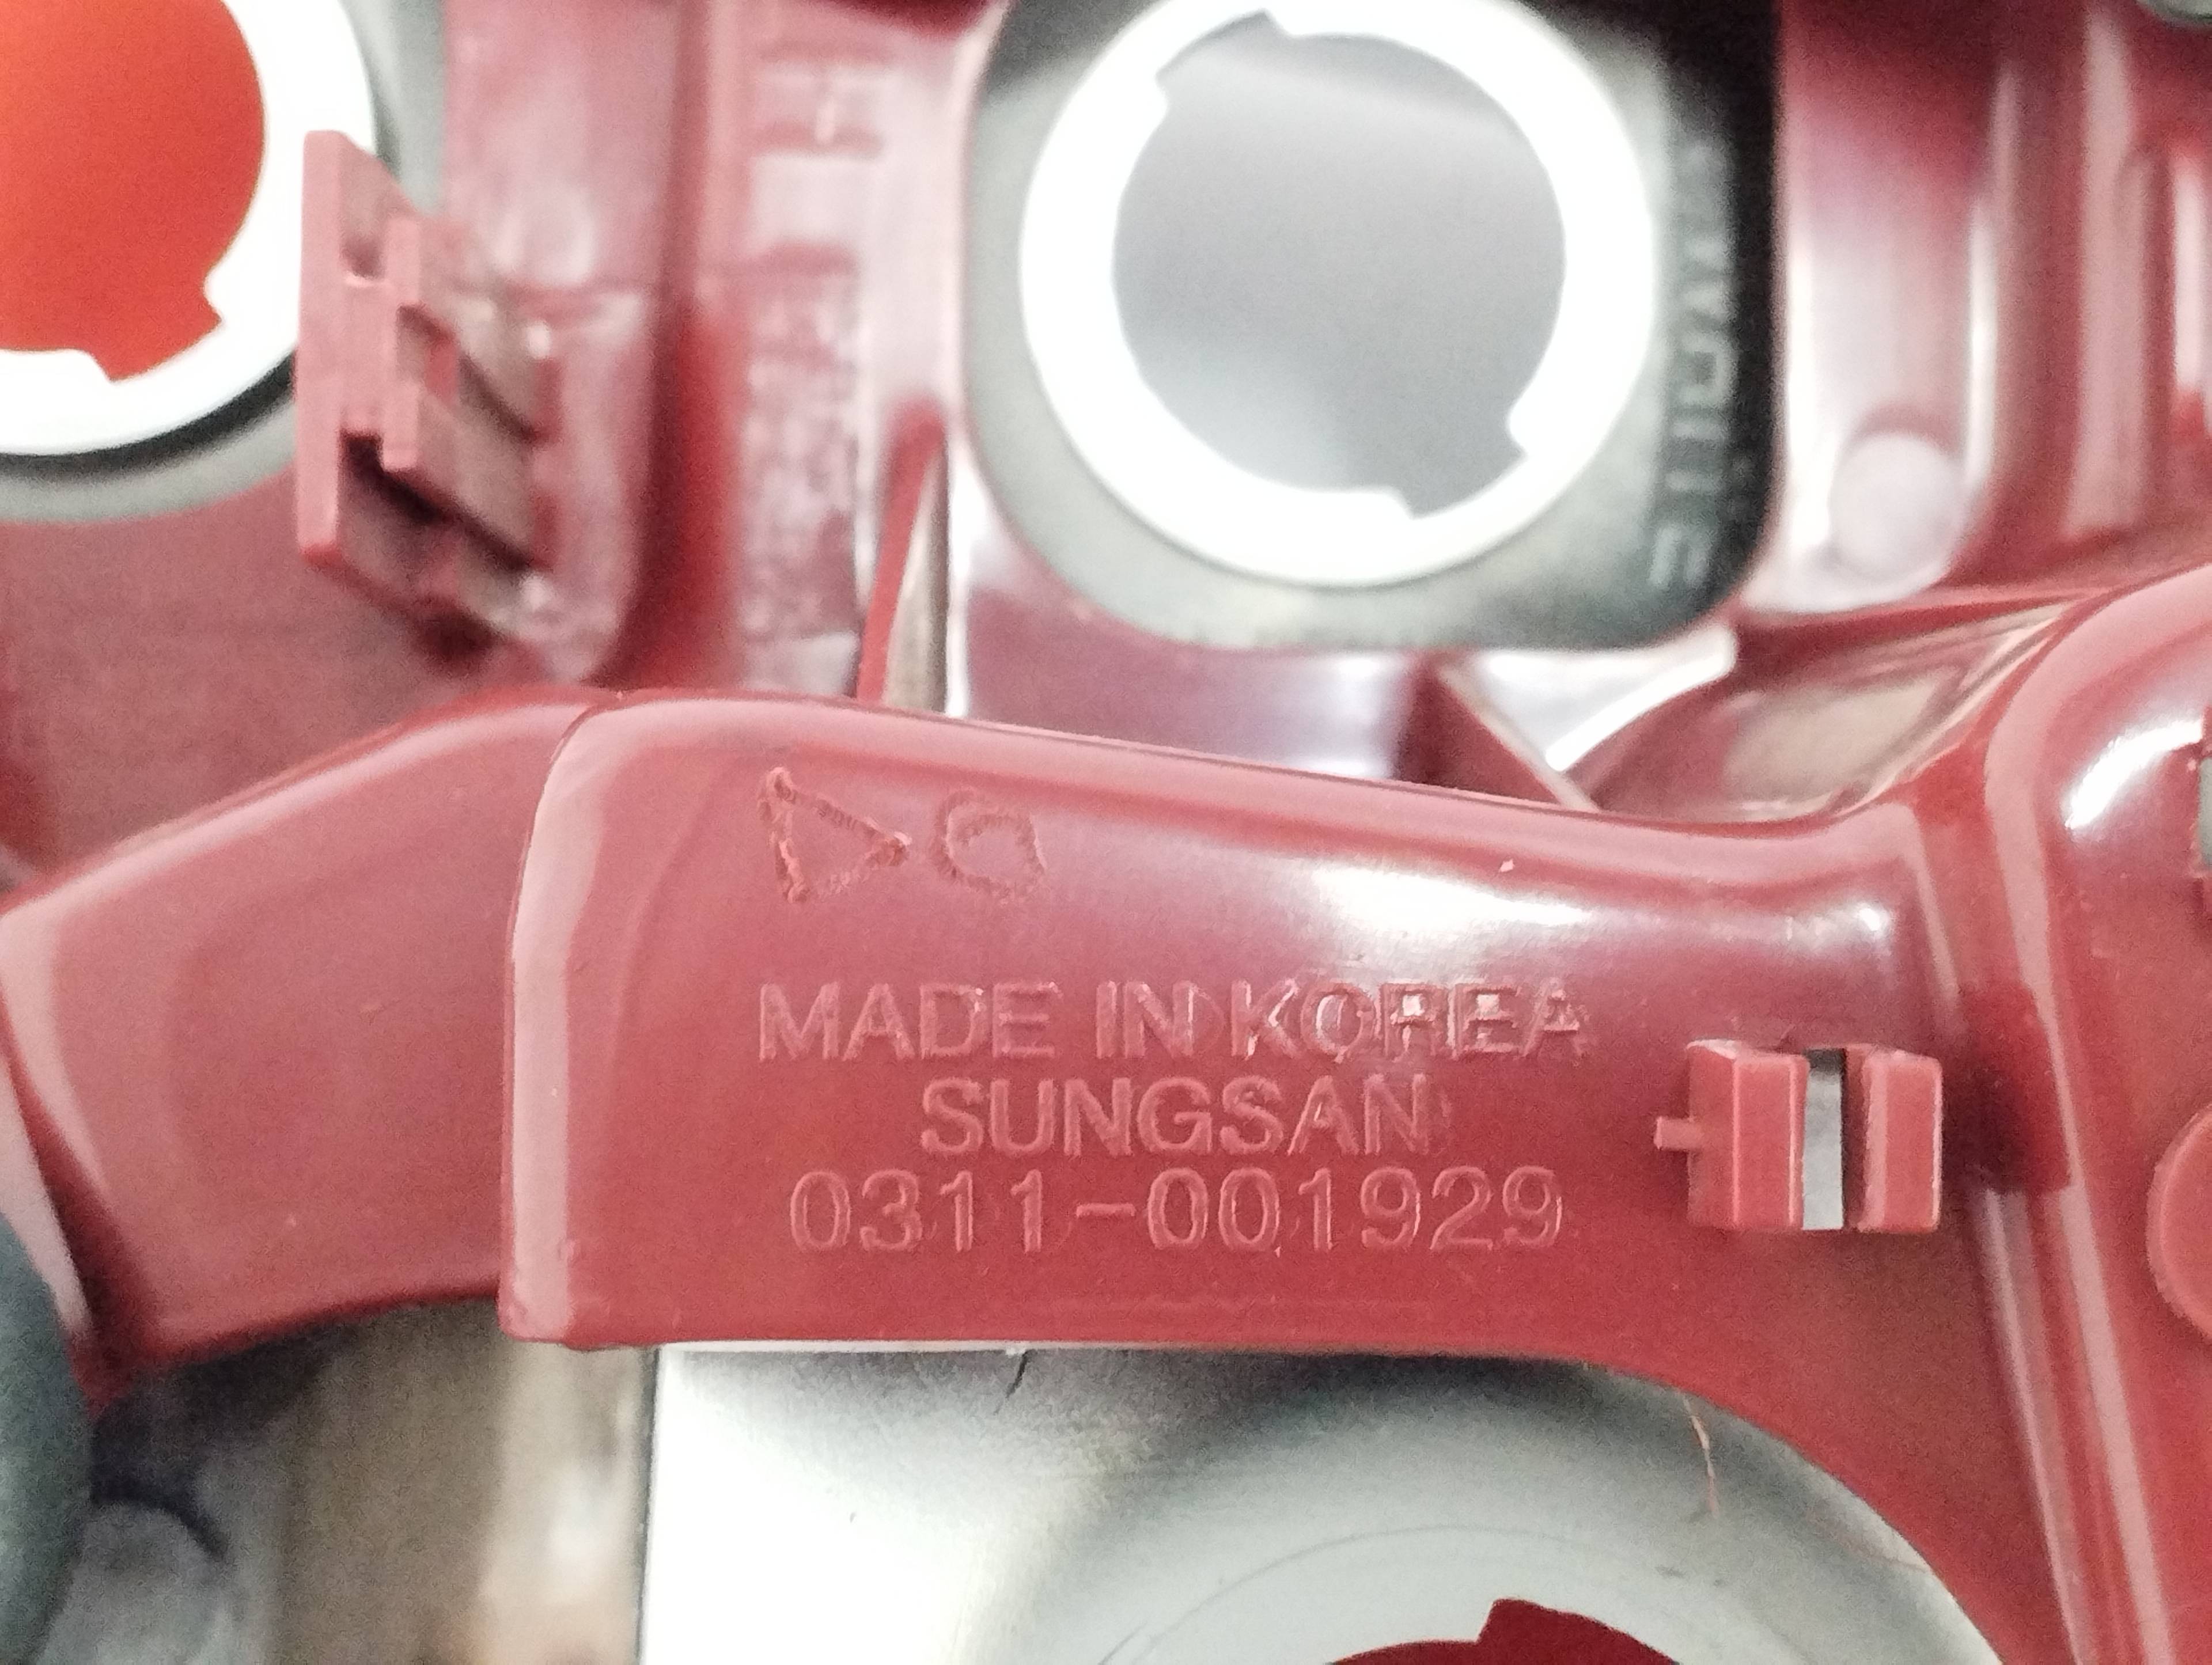 MADE IN KOREA
SUNGSAN
0311-001929